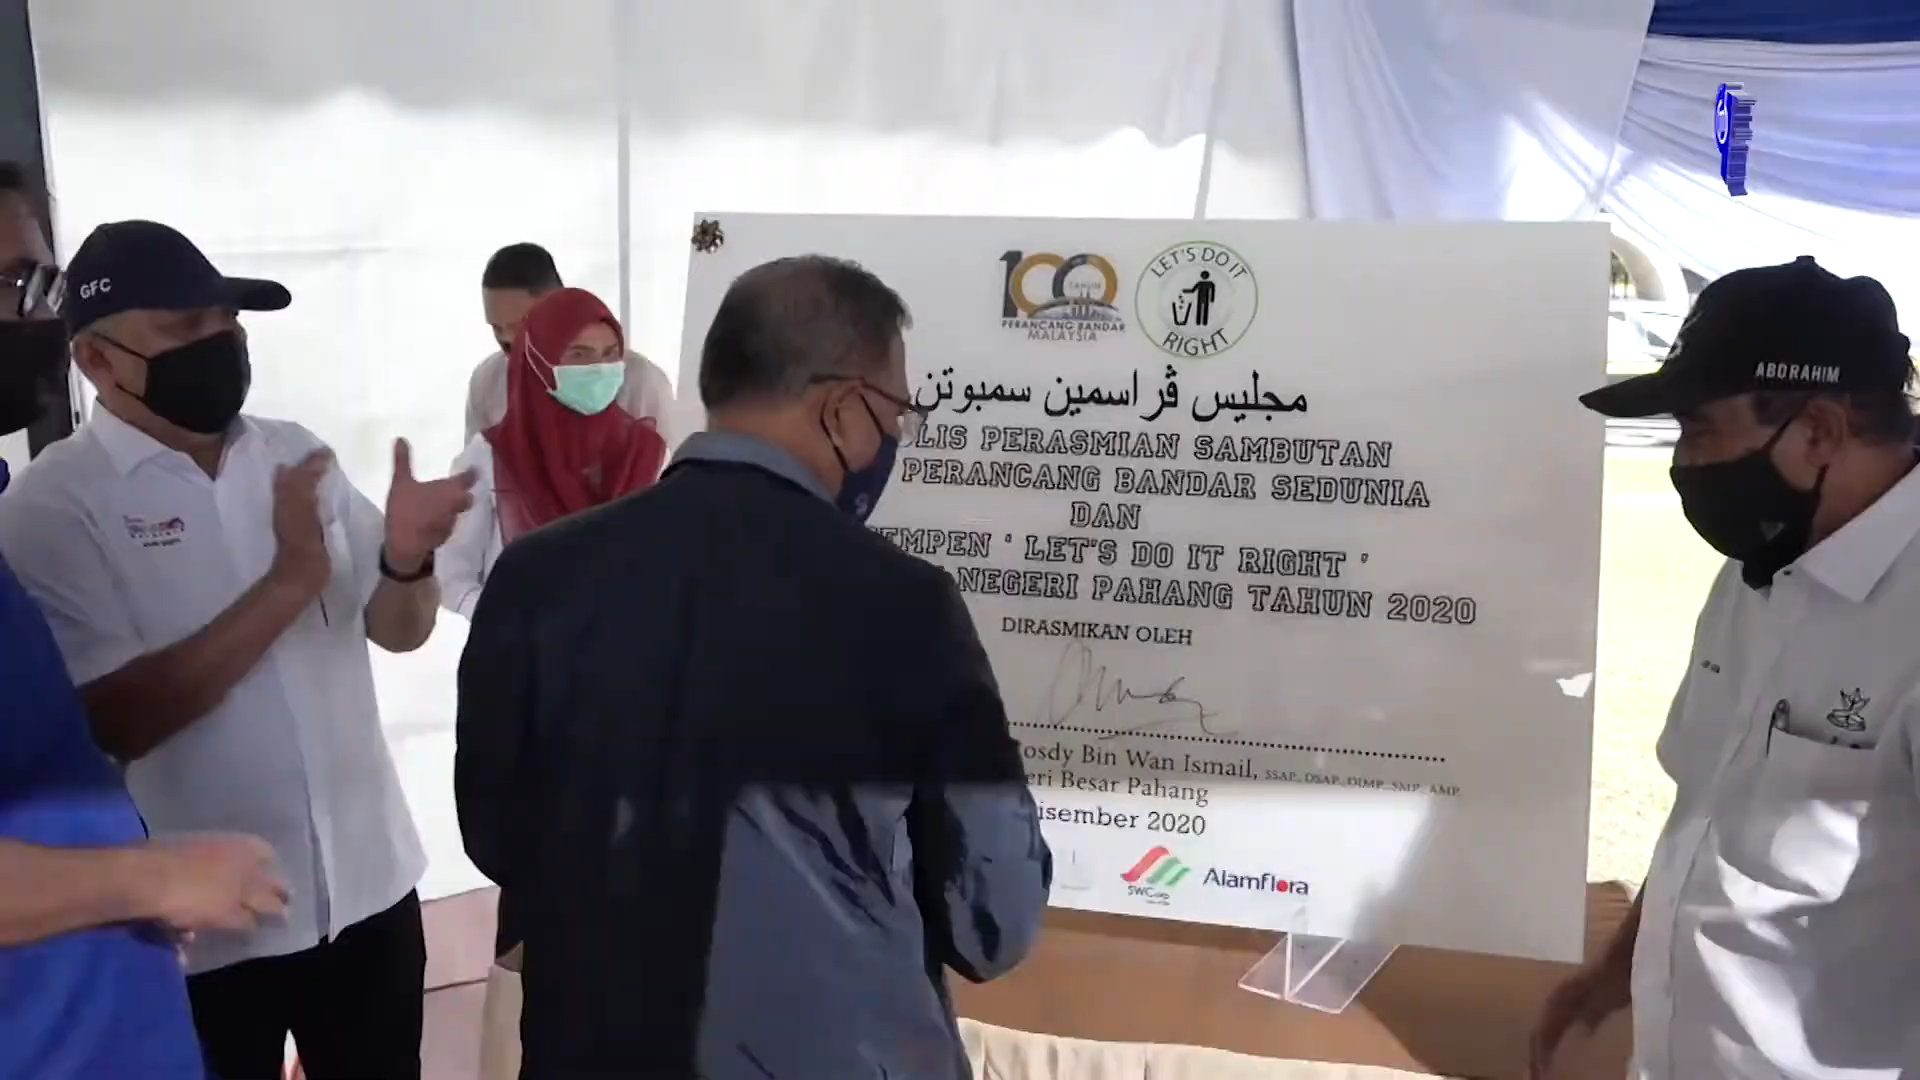 GFC
100
TAHUN
PERANCANG BANDAR
MALAYSIA
LET'S DO IT
RIGHT
ABD RAHIM
مجليس ڤراسمين سمبوتن
PERASMIAN SAMBUTAN
PERANCANG BANDAR SEDUNIA
DAN
' LET'S DO IT RIGHT '
NEGERI PAHANG TAHUN 2020
DIRASMIKAN OLEH
Bin Wan Ismail, SSAP., DSAP., DIMP., SMP., AMP.
Besar Pahang
2020
SWCorp
Alamflora